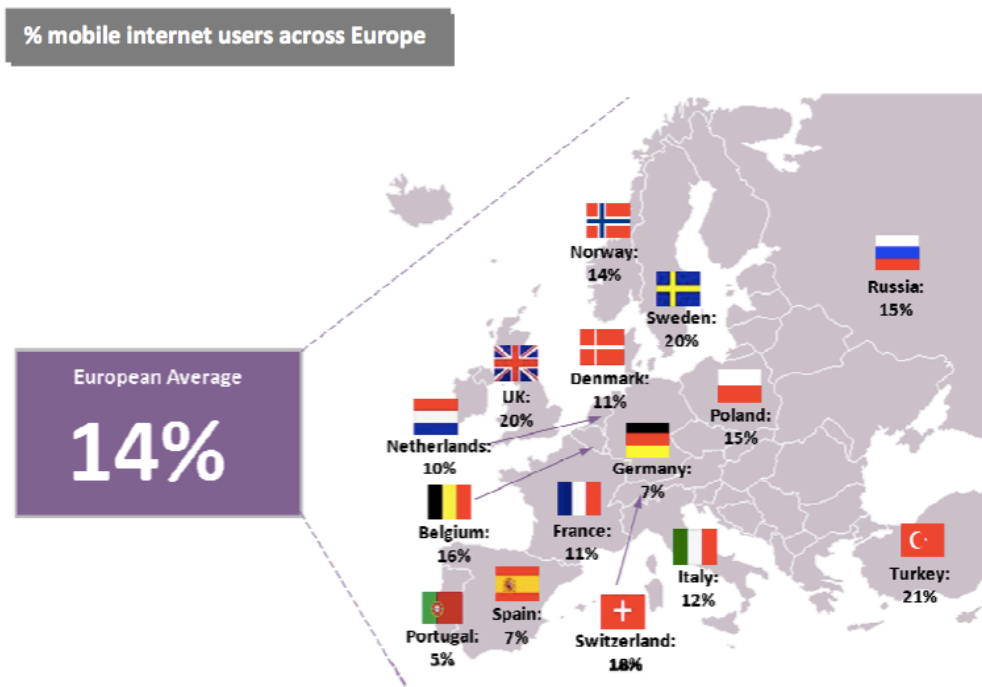 % mobile internet users across Europe
Norway:
14%
Russia:
15%
Sweden:
20%
European Average
14%
UK:
20%
Denmark:
11%
Poland:
15%
Netherlands:
10%
Germany:
7%
Belgium:
16%
France:
11%
Italy:
12%
Turkey:
21%
Spain:
7%
Portugal:
5%
Switzerland:
18%